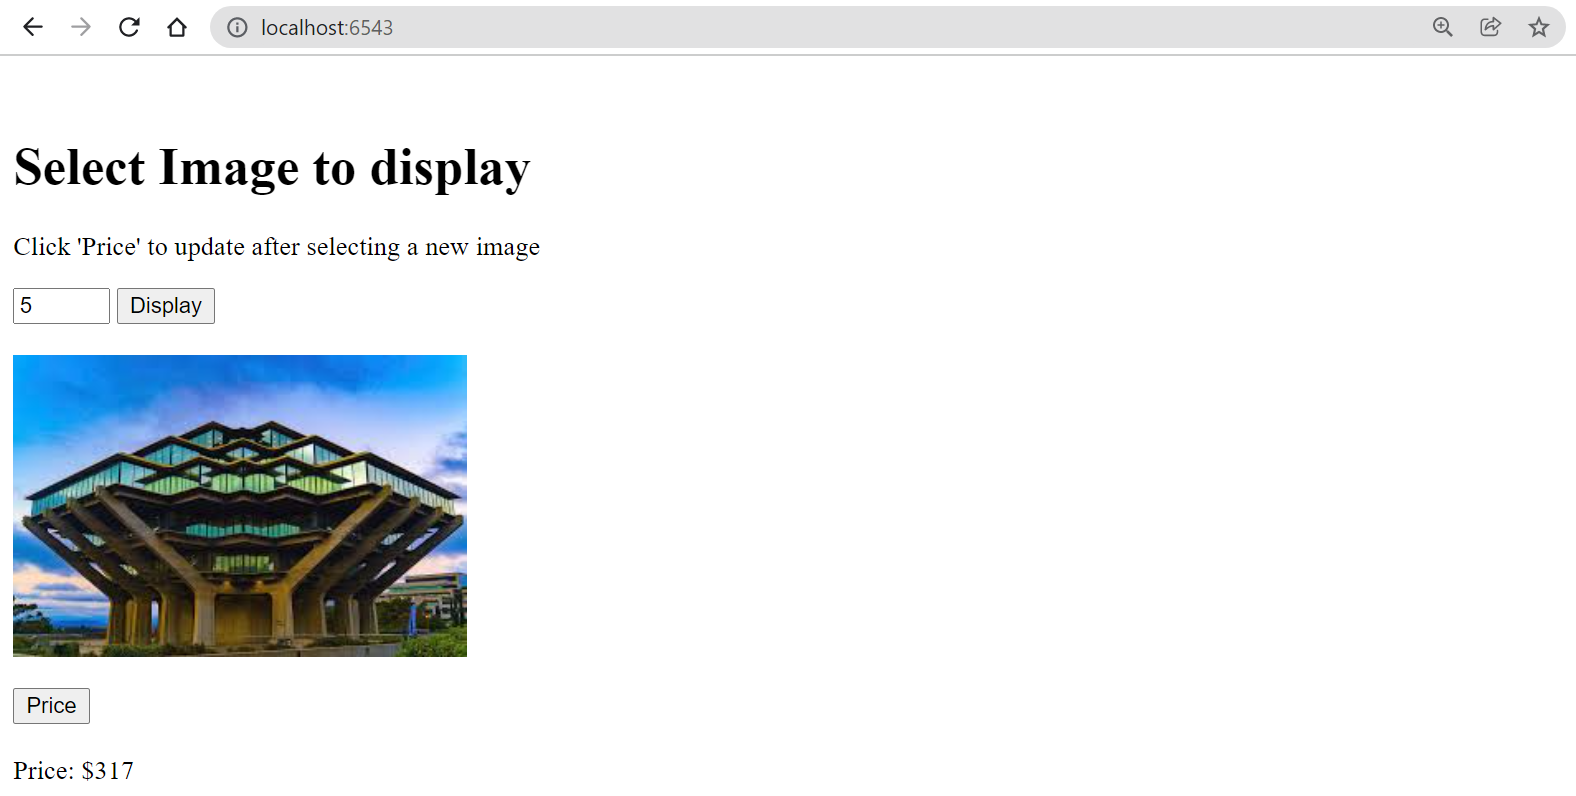 localhost:6543
Select Image to display
Click 'Price' to update after selecting a new image
5 Display
Price
Price: $317